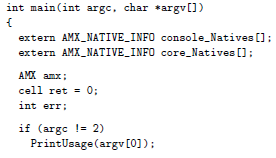 int main(int argc, char *argv[])
{
extern AMX_NATIVE_INFO console_Natives[];
extern AMX_NATIVE_INFO core_Natives[];
AMX amx;
cell ret = 0;
int err;
if (argc != 2)
PrintUsage(argv[0]);